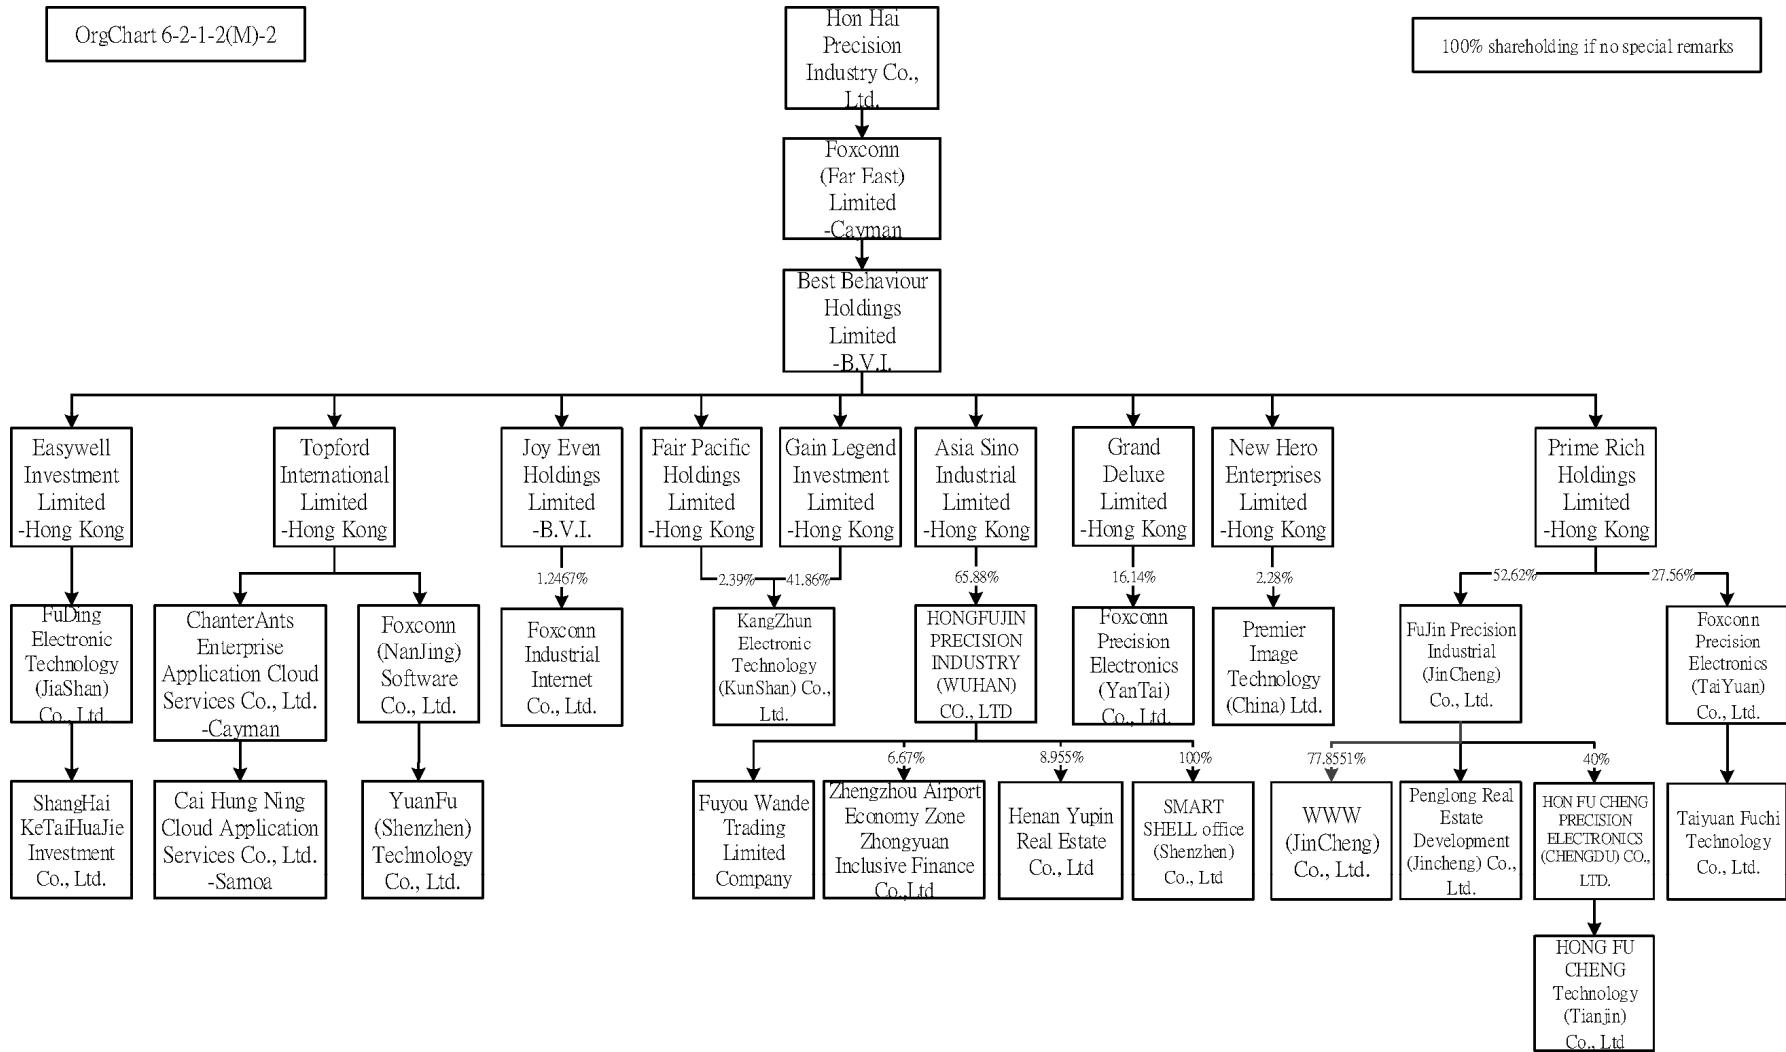 OrgChart 6-2-1-2(M)-2
Hon Hai
Precision
Industry Co.,
Ltd.
100% shareholding if no special remarks
Foxconn
(Far East)
Limited
-Cayman
Best Behaviour
Holdings
Limited
-B.V.I.
Easywell
Investment
Limited
-Hong Kong
Topford
International
Limited
-Hong Kong
Joy Even
Holdings
Limited
-B.V.I.
Fair Pacific
Holdings
Limited
-Hong Kong
Gain Legend
Investment
Limited
-Hong Kong
Asia Sino
Industrial
Limited
-Hong Kong
Grand
Deluxe
Limited
-Hong Kong
New Hero
Enterprises
Limited
-Hong Kong
Prime Rich
Holdings
Limited
-Hong Kong
1.2467%
2.39%
41.86%
65.88%
16.14%
2.28%
52.62%
27.56%
FuDing
Electronic
Technology
(JiaShan)
Co., Ltd.
ChanterAnts
Enterprise
Application Cloud
Services Co., Ltd.
-Cayman
Foxconn
(NanJing)
Software
Co., Ltd.
Foxconn
Industrial
Internet
Co., Ltd.
KangZhun
Electronic
Technology
(KunShan) Co.,
Ltd.
HONGFUJIN
PRECISION
INDUSTRY
(WUHAN)
CO., LTD
Foxconn
Precision
Electronics
(YanTai)
Co., Ltd.
Premier
Image
Technology
(China) Ltd.
FuJin Precision
Industrial
(JinCheng)
Co., Ltd.
Foxconn
Precision
Electronics
(TaiYuan)
Co., Ltd.
6.67%
8.955%
100%
77.8551%
40%
ShangHai
KeTaiHuaJie
Investment
Co., Ltd.
Cai Hung Ning
Cloud Application
Services Co., Ltd.
-Samoa
YuanFu
(Shenzhen)
Technology
Co., Ltd.
Fuyou Wande
Trading
Limited
Company
Zhengzhou Airport
Economy Zone
Zhongyuan
Inclusive Finance
Co.,Ltd
Henan Yupin
Real Estate
Co., Ltd
SMART
SHELL office
(Shenzhen)
Co., Ltd
WWW
(JinCheng)
Co., Ltd.
Penglong Real
Estate
Development
(Jincheng) Co.,
Ltd.
HON FU CHENG
PRECISION
ELECTRONICS
(CHENGDU) CO.,
LTD.
Taiyuan Fuchi
Technology
Co., Ltd.
HONG FU
CHENG
Technology
(Tianjin)
Co., Ltd